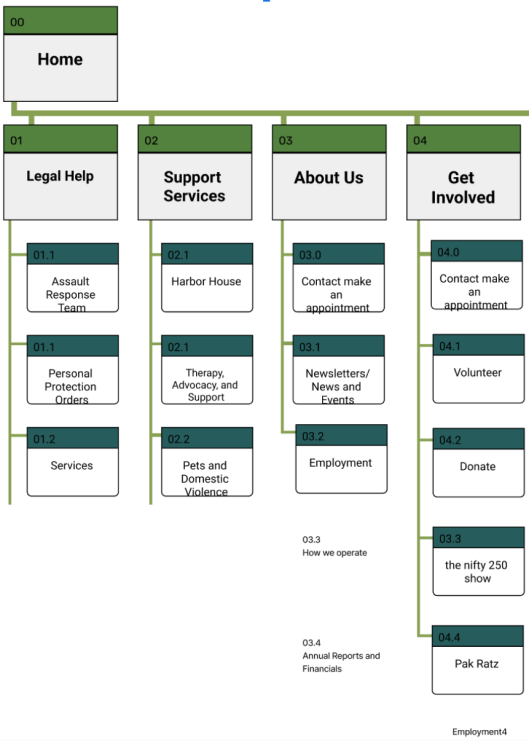 00
Home
01
Legal Help
01.1
Assault
Response
Team
01.1
Personal
Protection
Orders
01.2
Services
02
Support
Services
02.1
Harbor House
02.1
Therapy,
Advocacy, and
Support
02.2
Pets and
Domestic
Violence
03
About Us
03.0
Contact make
an
appointment
03.1
Newsletters/
News and
Events
03.2
Employment
03.3
How we operate
03.4
Annual Reports and
Financials
04
Get
Involved
04.0
Contact make
an
appointment
04.1
Volunteer
04.2
Donate
03.3
the nifty 250
show
04.4
Pak Ratz
Employment4